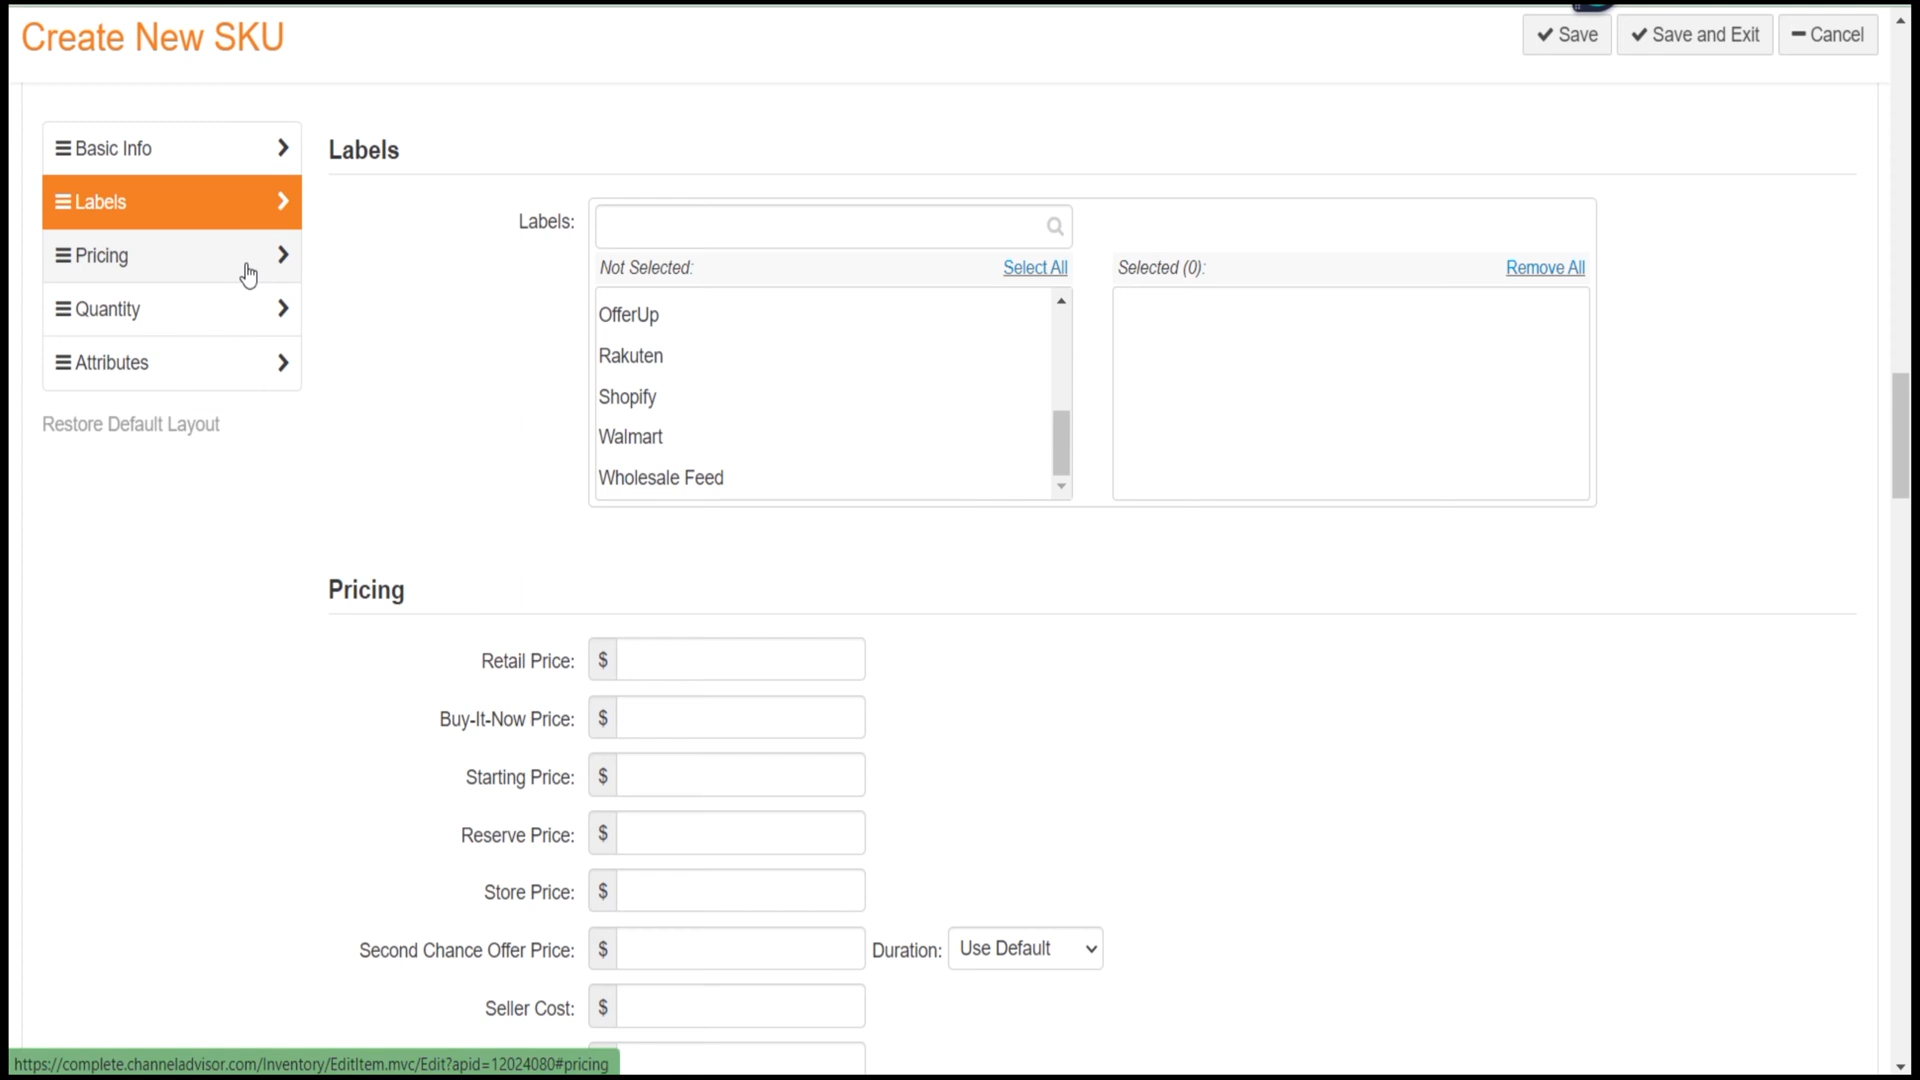 Create New SKU
Save
Save and Exit
Cancel
Basic Info
Labels
Pricing
Quantity
Attributes
Restore Default Layout
Labels
Labels:
Not Selected:
Select All
Selected (0):
Remove All
OfferUp
Rakuten
Shopify
Walmart
Wholesale Feed
Pricing
Retail Price:
$
Buy-It-Now Price:
$
Starting Price:
$
Reserve Price:
$
Store Price:
$
Second Chance Offer Price:
$
Duration:
Use Default
Seller Cost:
$
https://complete.channeladvisor.com/Inventory/EditItem.mvc/Edit?apid=12024080#pricing